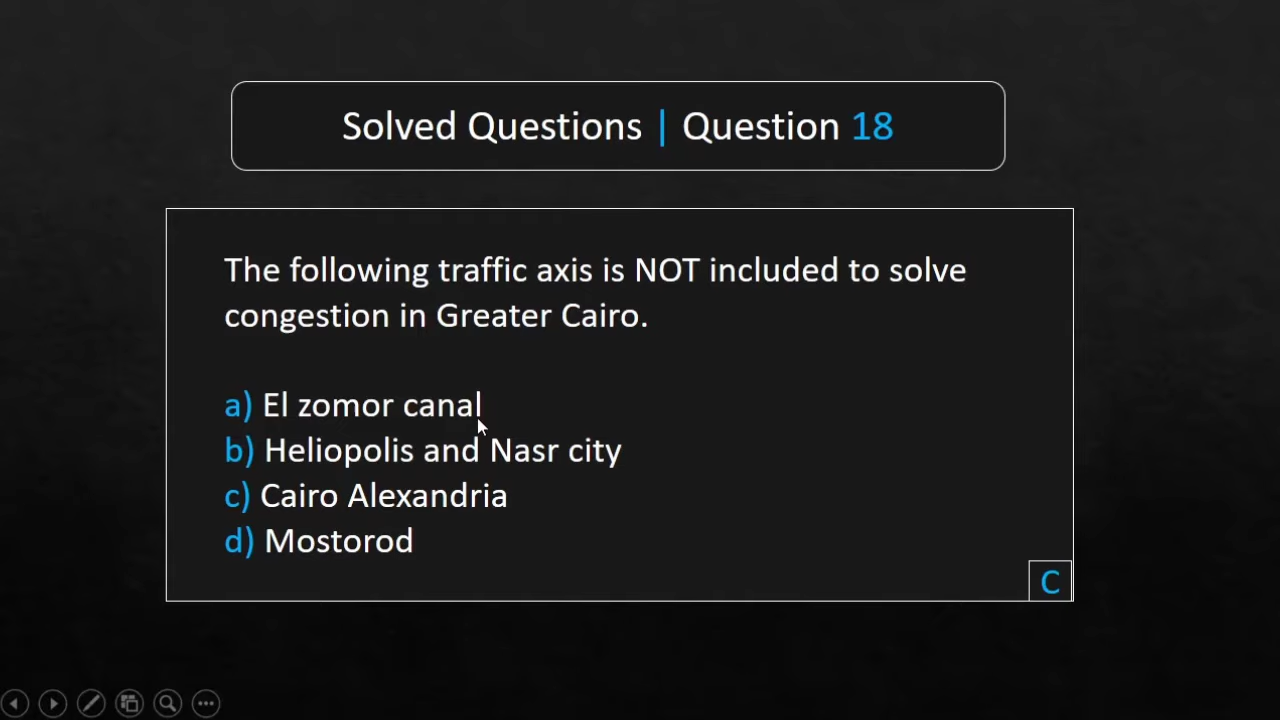 Solved Questions | Question 18
The following traffic axis is NOT included to solve
congestion in Greater Cairo.
a) El zomor canal
b) Heliopolis and Nasr city
c) Cairo Alexandria
d) Mostorod
C